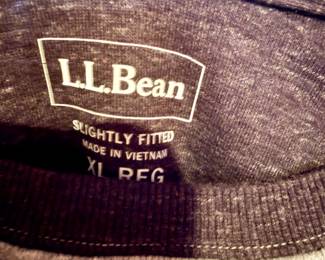 L.L.Bean
SLIGHTLY FITTED
MADE IN VIETNAM
XL REG